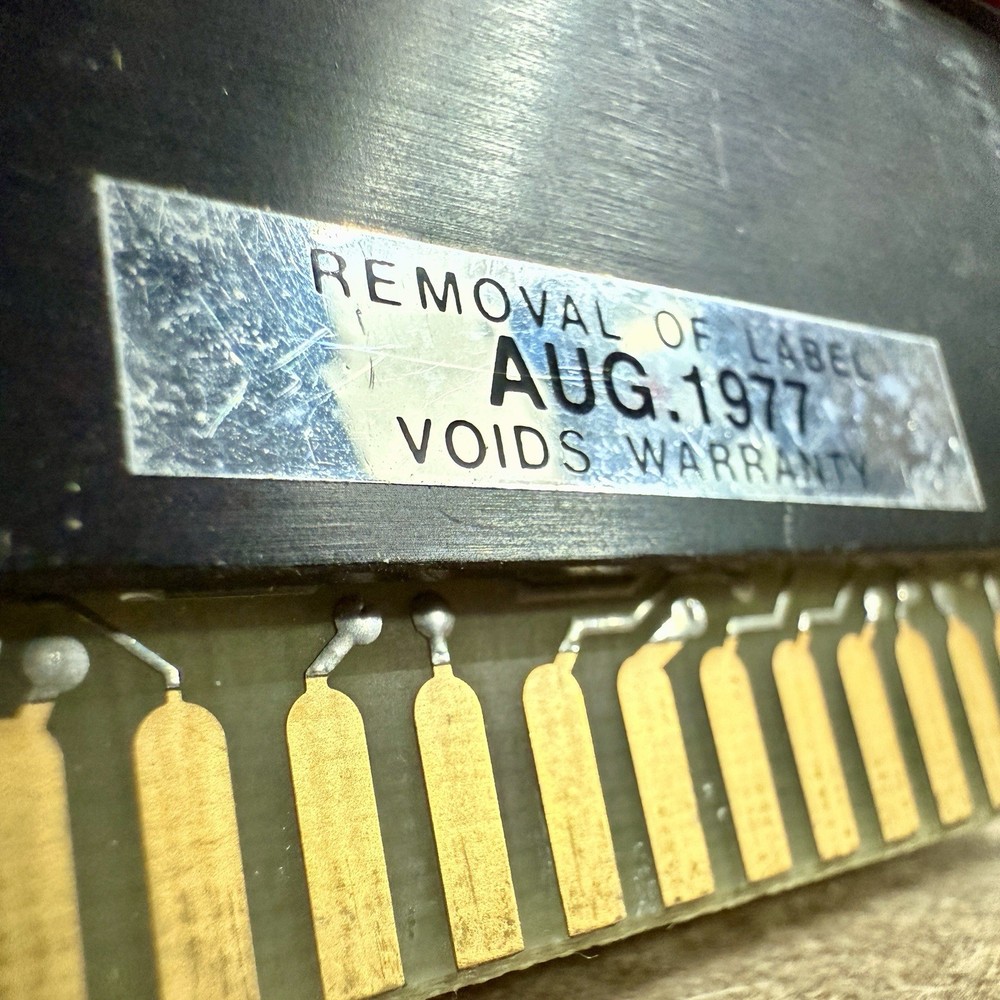 REMOVAL OF LABEL
AUG. 1977
VOIDS WARRANTY